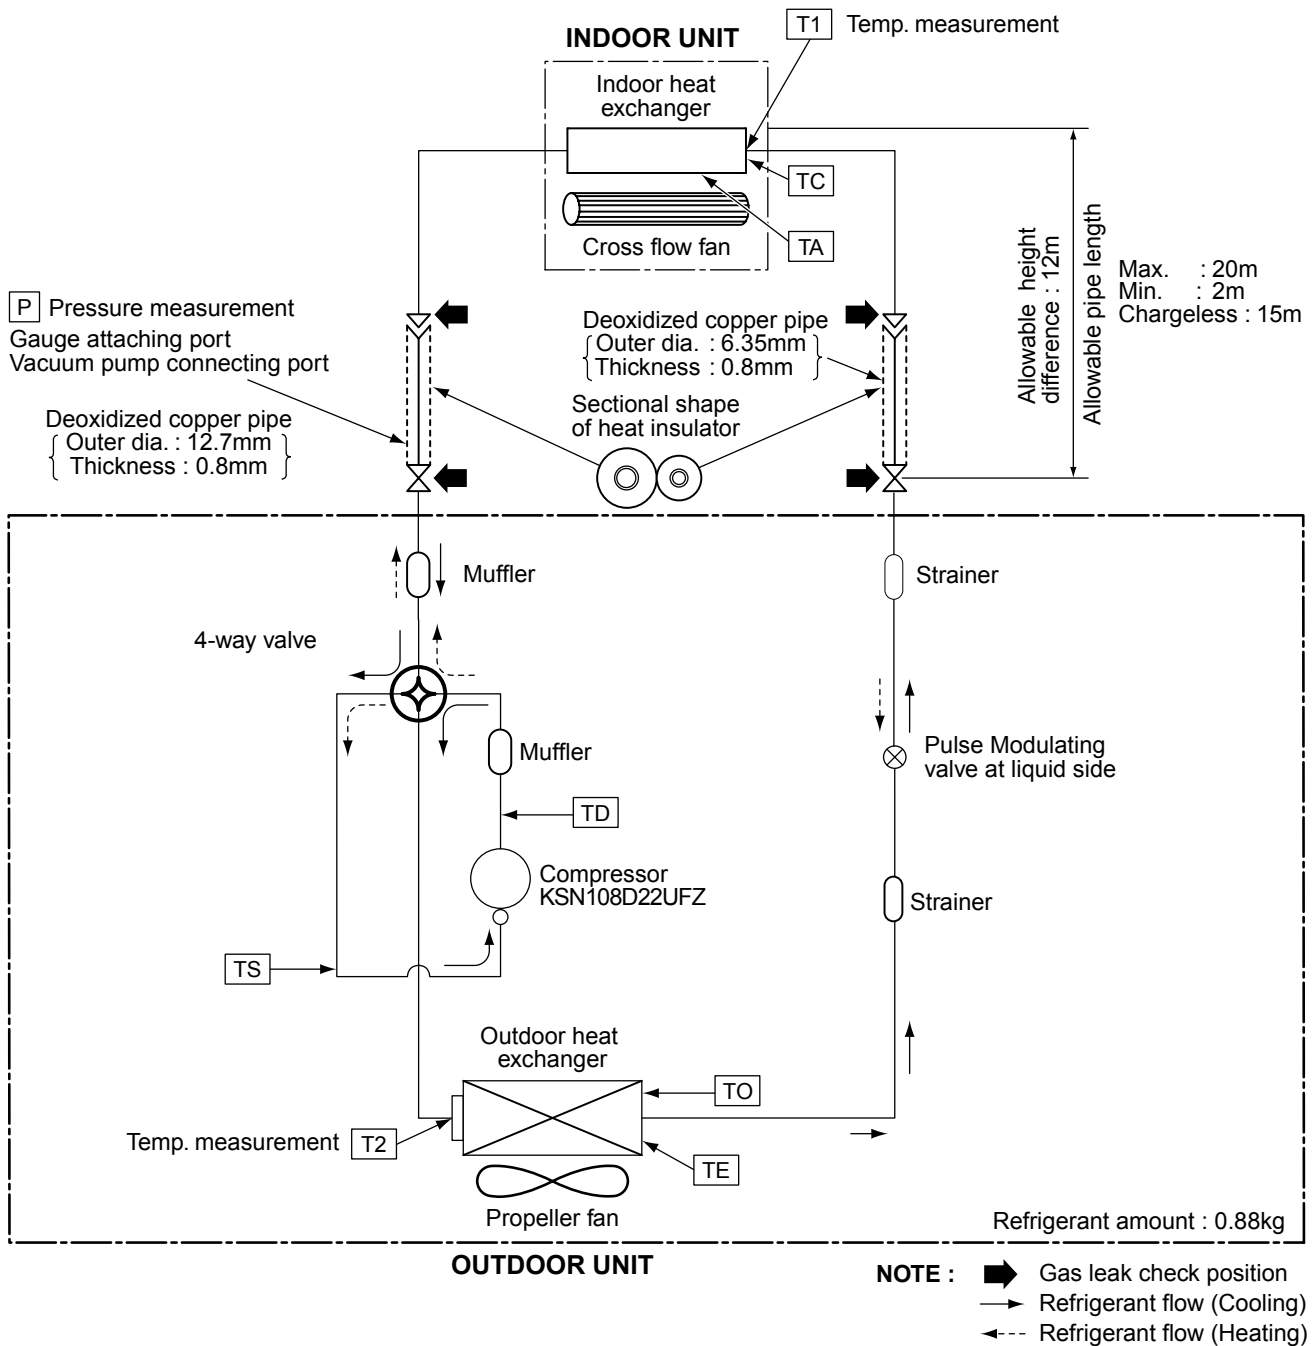 T1 Temp. measurement
INDOOR UNIT
Indoor heat
exchanger
TC
Cross flow fan
TA
Allowable height
difference : 12m
Allowable pipe length
Max. : 20m
Min. : 2m
Chargeless : 15m
P Pressure measurement
Gauge attaching port
Vacuum pump connecting port
Deoxidized copper pipe
Outer dia. : 12.7mm
Thickness : 0.8mm
Deoxidized copper pipe
Outer dia. : 6.35mm
Thickness : 0.8mm
Sectional shape
of heat insulator
Muffler
Strainer
4-way valve
Muffler
Pulse Modulating
valve at liquid side
TD
Compressor
KSN108D22UFZ
Strainer
TS
Outdoor heat
exchanger
TO
Temp. measurement T2
TE
Propeller fan
Refrigerant amount : 0.88kg
OUTDOOR UNIT
NOTE :
Gas leak check position
Refrigerant flow (Cooling)
Refrigerant flow (Heating)